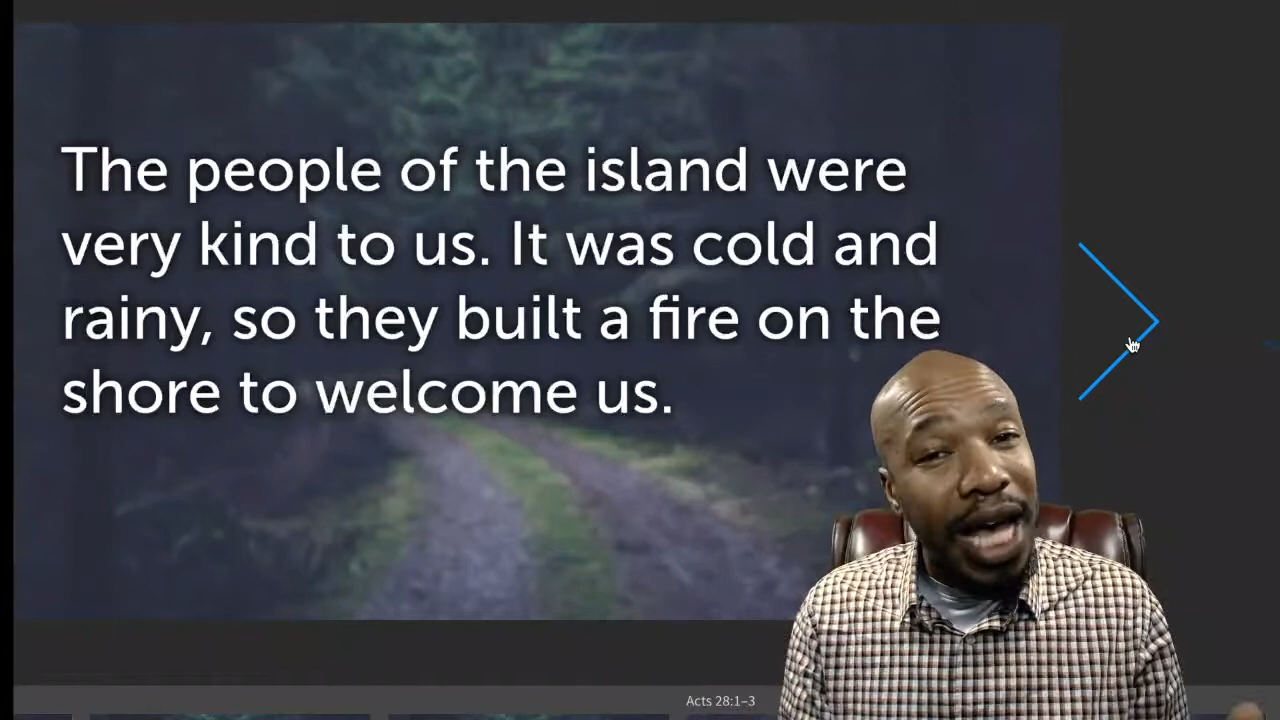 The people of the island were
very kind to us. It was cold and
rainy, so they built a fire on the
shore to welcome us.
Acts 28:1–3